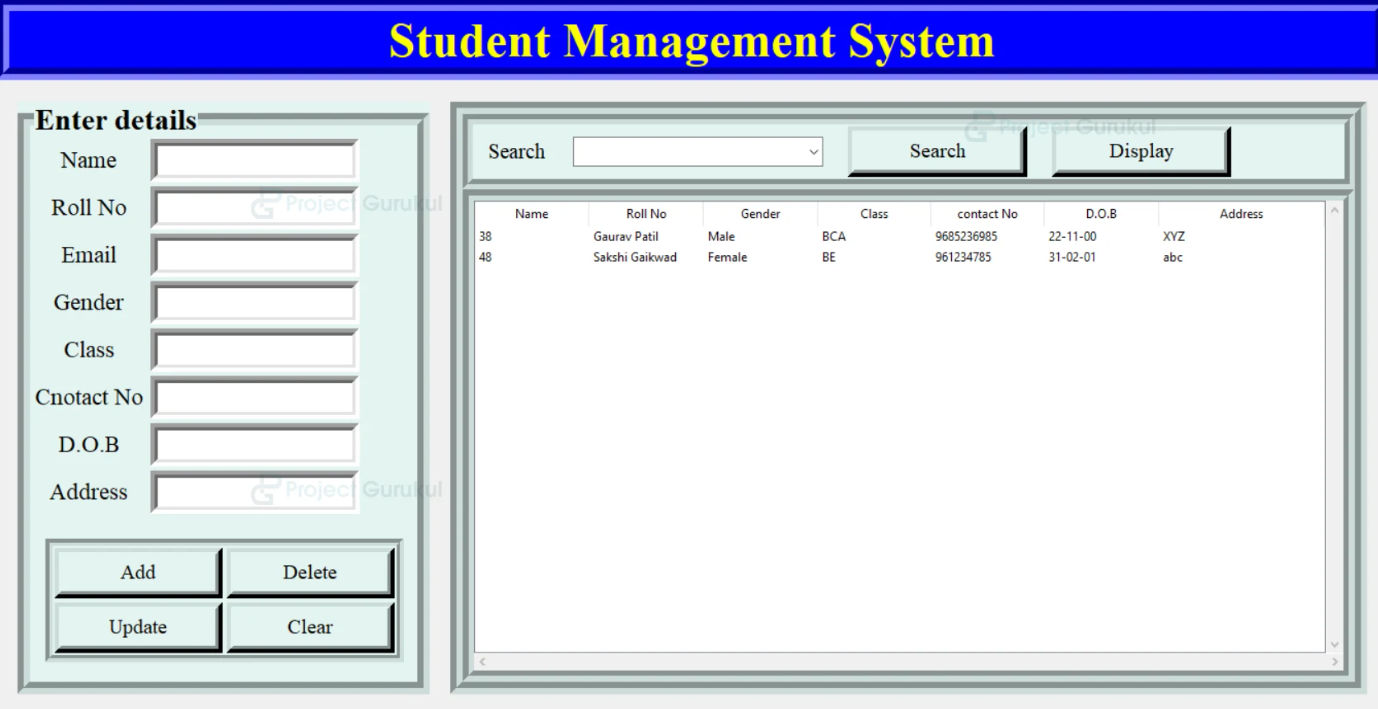 Student Management System
Enter details
Name
Roll No
Email
Gender
Class
Cnotact No
D.O.B
Address
Add Delete
Update Clear
Search Search Display
Name Roll No Gender Class contact No D.O.B Address
38 Gaurav Patil Male BCA 9685236985 22-11-00 XYZ
48 Sakshi Gaikwad Female BE 961234785 31-02-01 abc
Project Gurukul
Project Gurukul
Project Gurukul